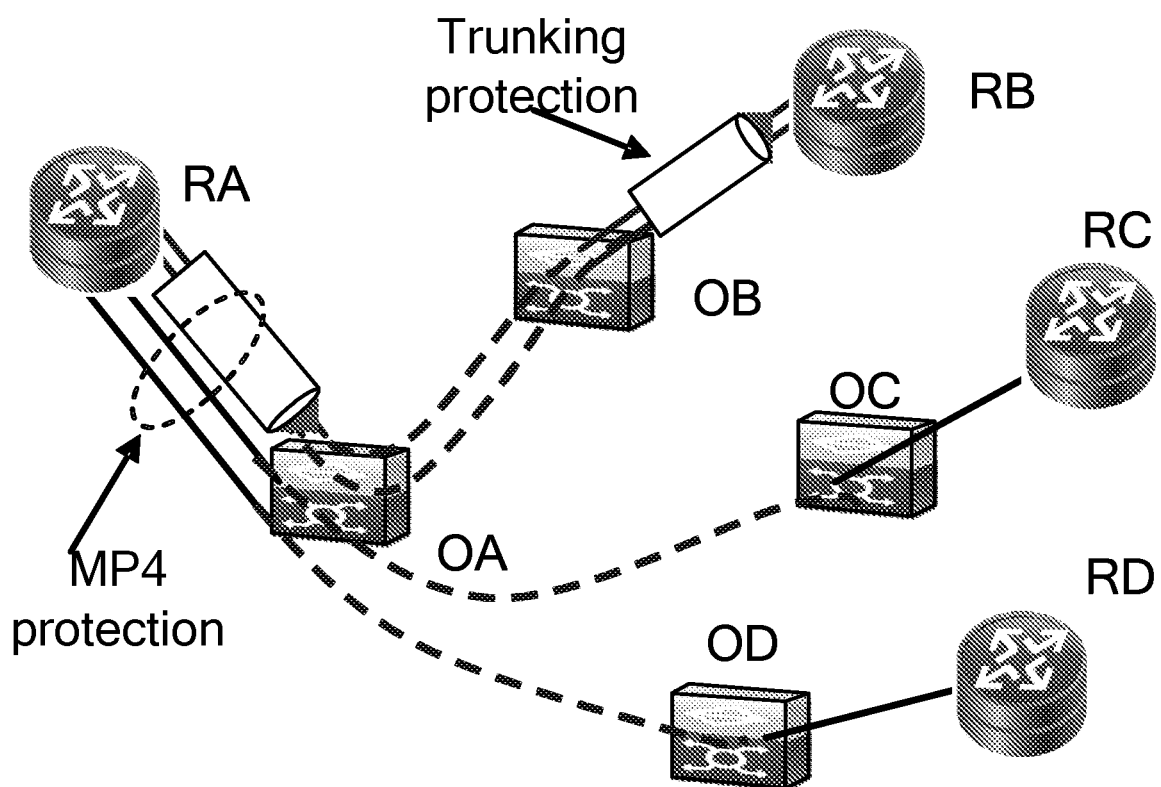 Trunking
protection
RB
RA
RC
OB
OC
OA
MP4
protection
RD
OD